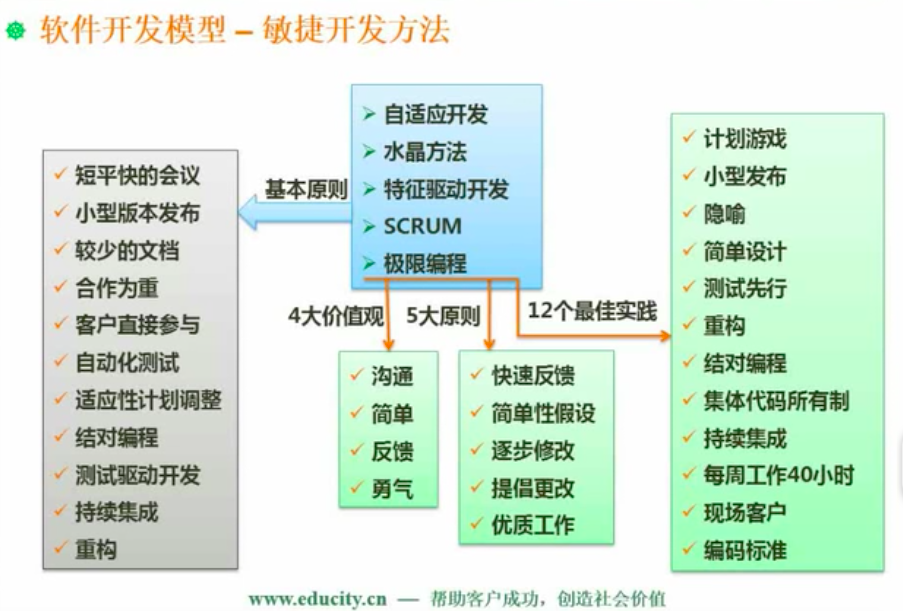 软件开发模型 – 敏捷开发方法
自适应开发
水晶方法
特征驱动开发
SCRUM
极限编程
基本原则
短平快的会议
小型版本发布
较少的文档
合作为重
客户直接参与
自动化测试
适应性计划调整
结对编程
测试驱动开发
持续集成
重构
4大价值观
沟通
简单
反馈
勇气
5大原则
快速反馈
简单性假设
逐步修改
提倡更改
优质工作
12个最佳实践
计划游戏
小型发布
隐喻
简单设计
测试先行
重构
结对编程
集体代码所有制
持续集成
每周工作40小时
现场客户
编码标准
www.educity.cn — 帮助客户成功，创造社会价值